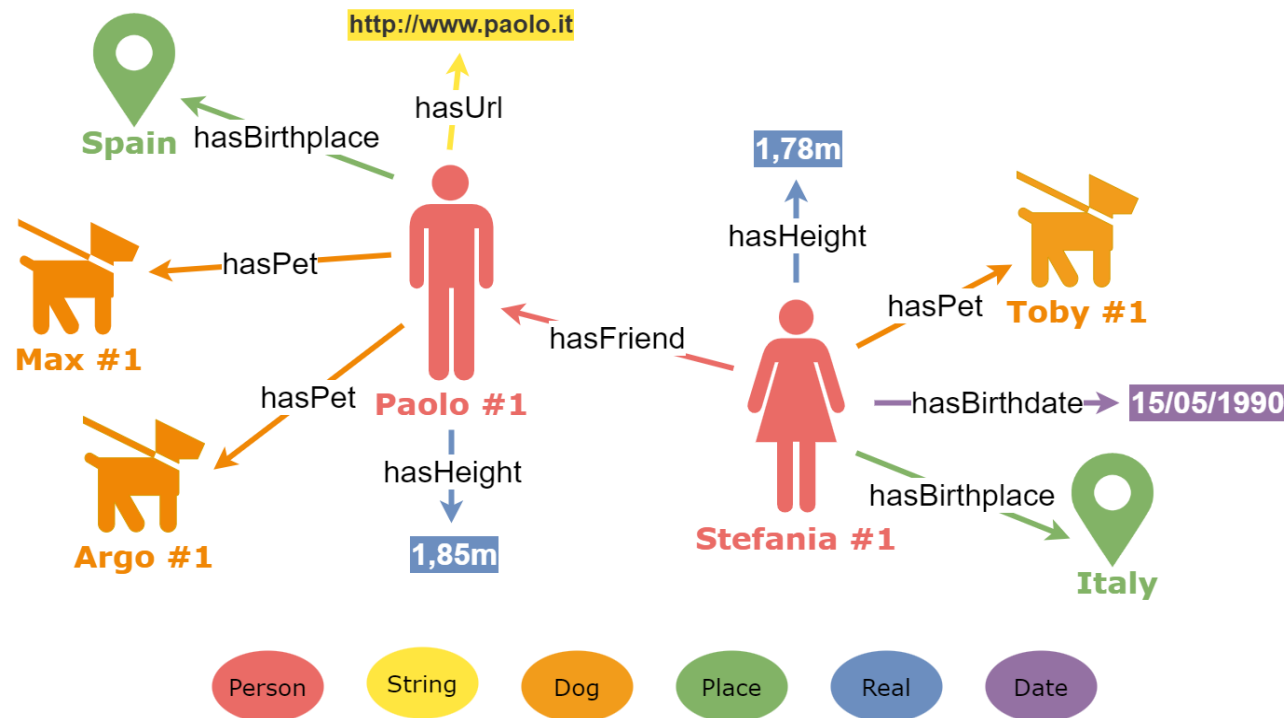 http://www.paolo.it
hasUrl
Spain
hasBirthplace
1,78m
hasHeight
hasPet
Max #1
hasPet
Argo #1
Paolo #1
hasHeight
1,85m
hasFriend
hasPet
Toby #1
hasBirthdate
15/05/1990
hasBirthplace
Stefania #1
Italy
Person
String
Dog
Place
Real
Date